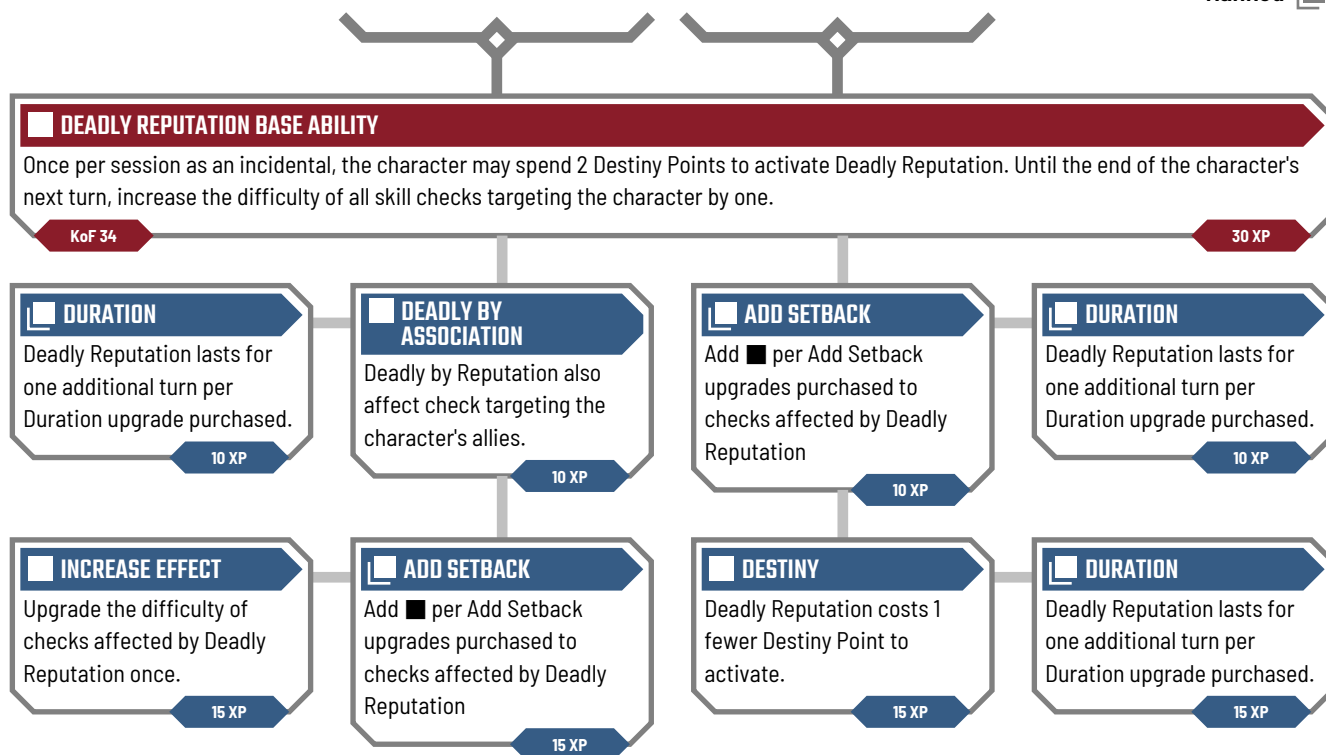 Ranked
DEADLY REPUTATION BASE ABILITY
Once per session as an incidental, the character may spend 2 Destiny Points to activate Deadly Reputation. Until the end of the character's
next turn, increase the difficulty of all skill checks targeting the character by one.
KoF 34
30 XP
DURATION
Deadly Reputation lasts for
one additional turn per
Duration upgrade purchased.
10 XP
DEADLY BY
ASSOCIATION
Deadly by Reputation also
affect check targeting the
character's allies.
10 XP
ADD SETBACK
Add ■ per Add Setback
upgrades purchased to
checks affected by Deadly
Reputation
10 XP
DURATION
Deadly Reputation lasts for
one additional turn per
Duration upgrade purchased.
10 XP
INCREASE EFFECT
Upgrade the difficulty of
checks affected by Deadly
Reputation once.
15 XP
ADD SETBACK
Add ■ per Add Setback
upgrades purchased to
checks affected by Deadly
Reputation
15 XP
DESTINY
Deadly Reputation costs 1
fewer Destiny Point to
activate.
15 XP
DURATION
Deadly Reputation lasts for
one additional turn per
Duration upgrade purchased.
15 XP